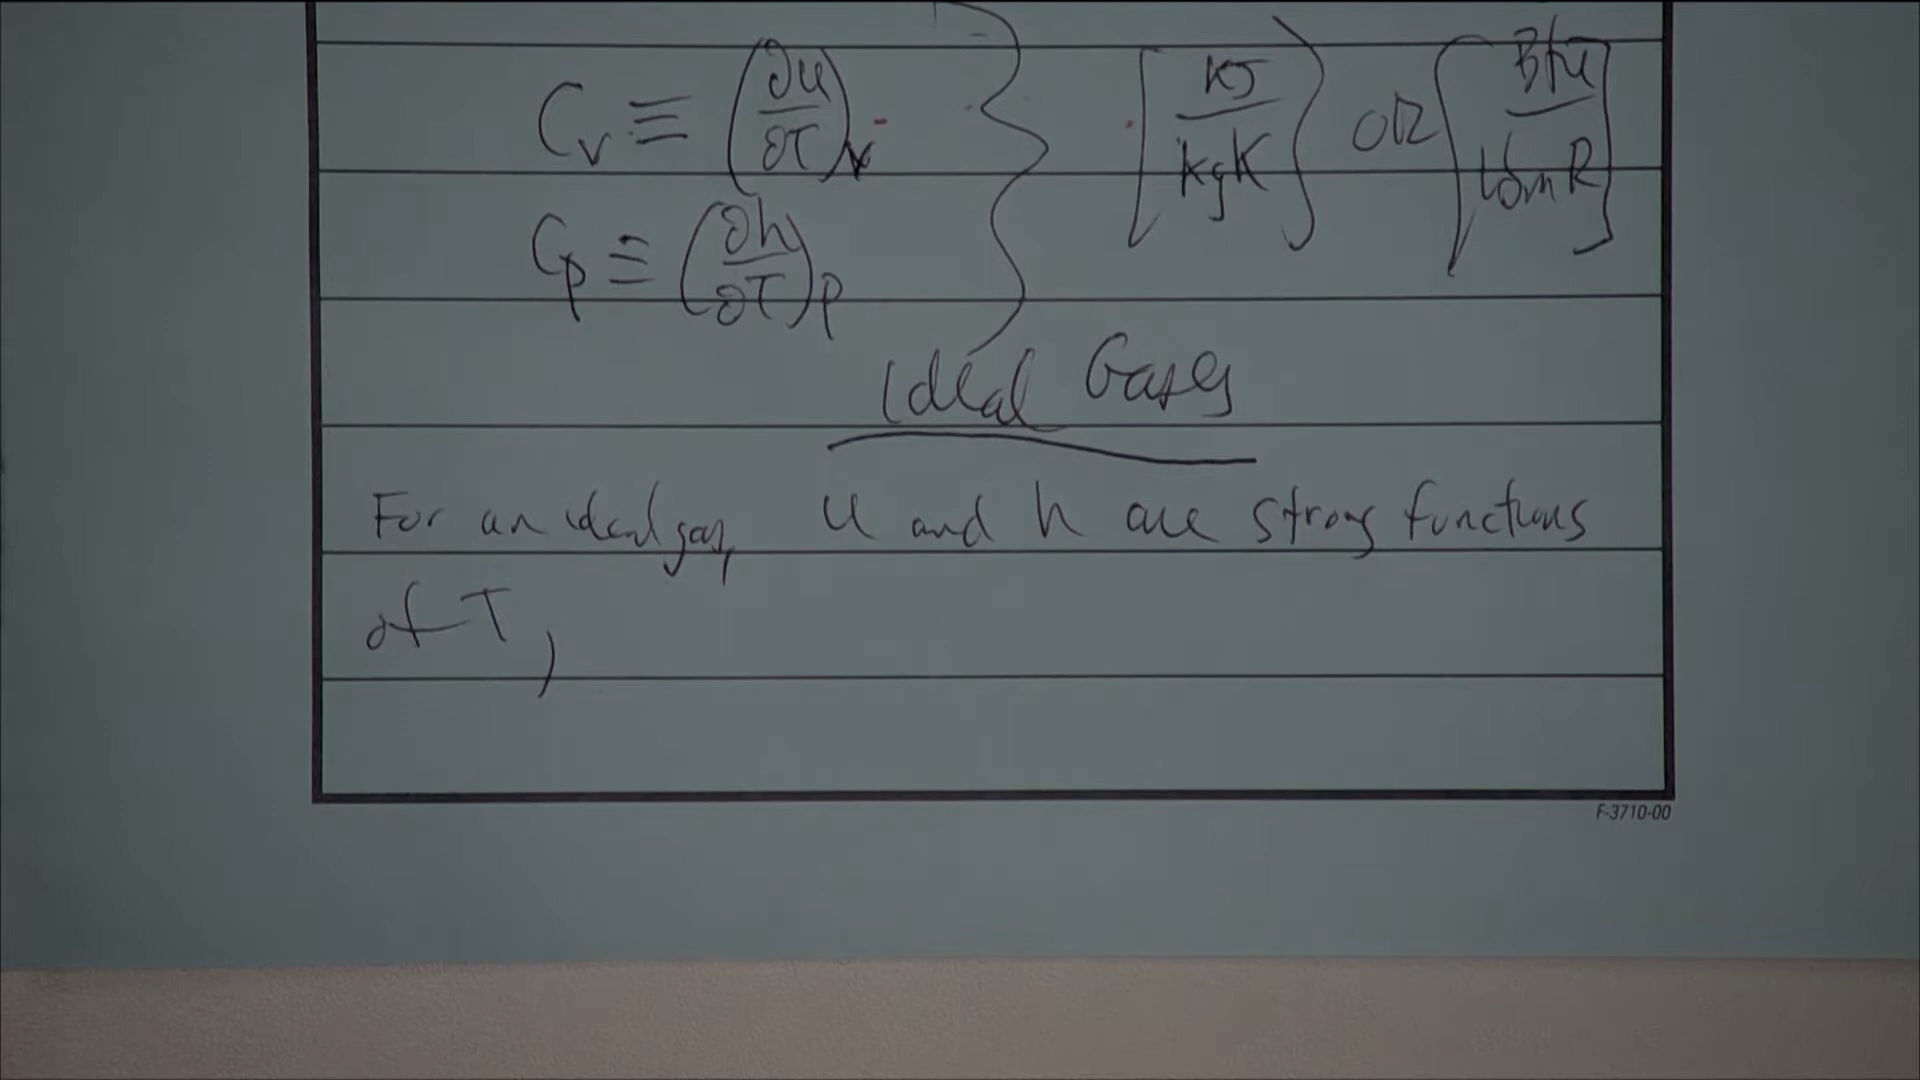 Cv ≡ (∂u/∂T)v } [KJ/kgK] OR [Btu/lbm R]
Cp ≡ (∂h/∂T)p
Ideal Gases
For an ideal gas, u and h are strong functions
of T,
F-3710-00